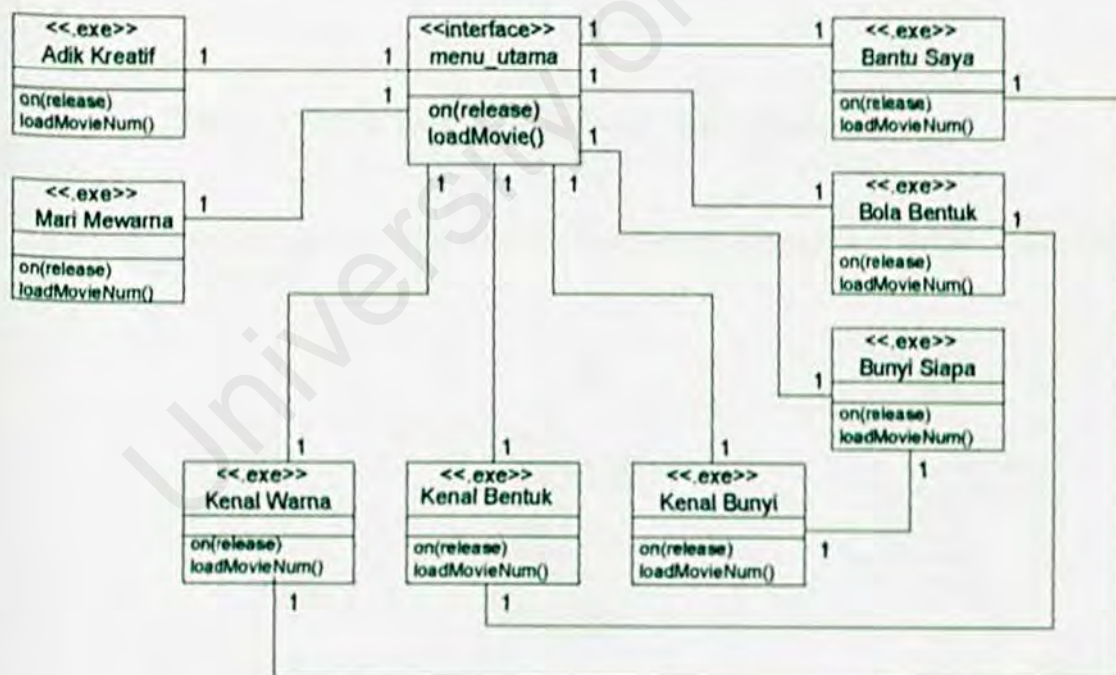 <<.exe>>
Adik Kreatif
on(release)
loadMovieNum()
1
1
<<interface>>
menu_utama
on(release)
loadMovie()
1
1
<<.exe>>
Bantu Saya
on(release)
loadMovieNum()
1
1
1
1
<<.exe>>
Mari Mewarna
on(release)
loadMovieNum()
1
1
1
1
1
<<.exe>>
Bola Bentuk
on(release)
loadMovieNum()
1
1
<<.exe>>
Bunyi Siapa
on(release)
loadMovieNum()
1
1
1
1
1
<<.exe>>
Kenal Warna
on(release)
loadMovieNum()
1
<<.exe>>
Kenal Bentuk
on(release)
loadMovieNum()
1
<<.exe>>
Kenal Bunyi
on(release)
loadMovieNum()
1
University of